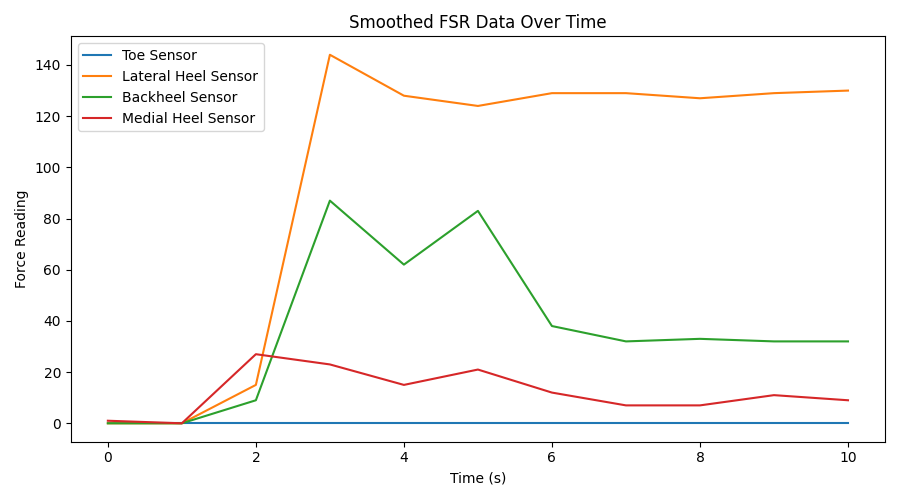 Smoothed FSR Data Over Time
Toe Sensor
Lateral Heel Sensor
Backheel Sensor
Medial Heel Sensor
Force Reading
140
120
100
80
60
40
20
0
0 2 4 6 8 10
Time (s)